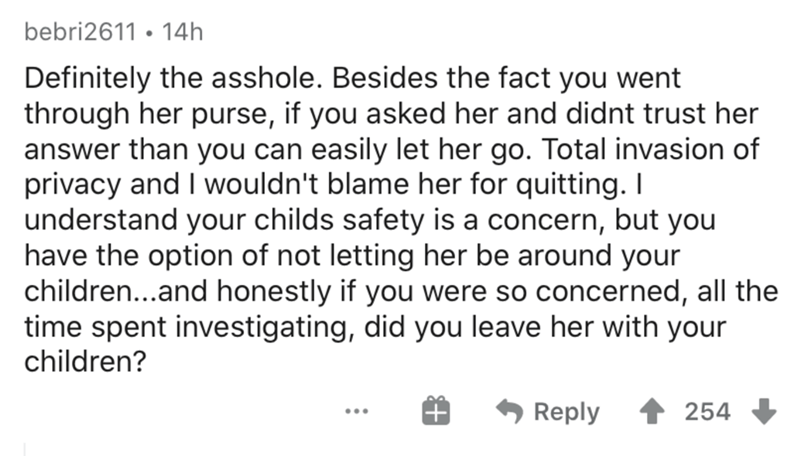 bebri2611 • 14h
Definitely the asshole. Besides the fact you went
through her purse, if you asked her and didnt trust her
answer than you can easily let her go. Total invasion of
privacy and I wouldn't blame her for quitting. I
understand your childs safety is a concern, but you
have the option of not letting her be around your
children...and honestly if you were so concerned, all the
time spent investigating, did you leave her with your
children?
... Reply 254